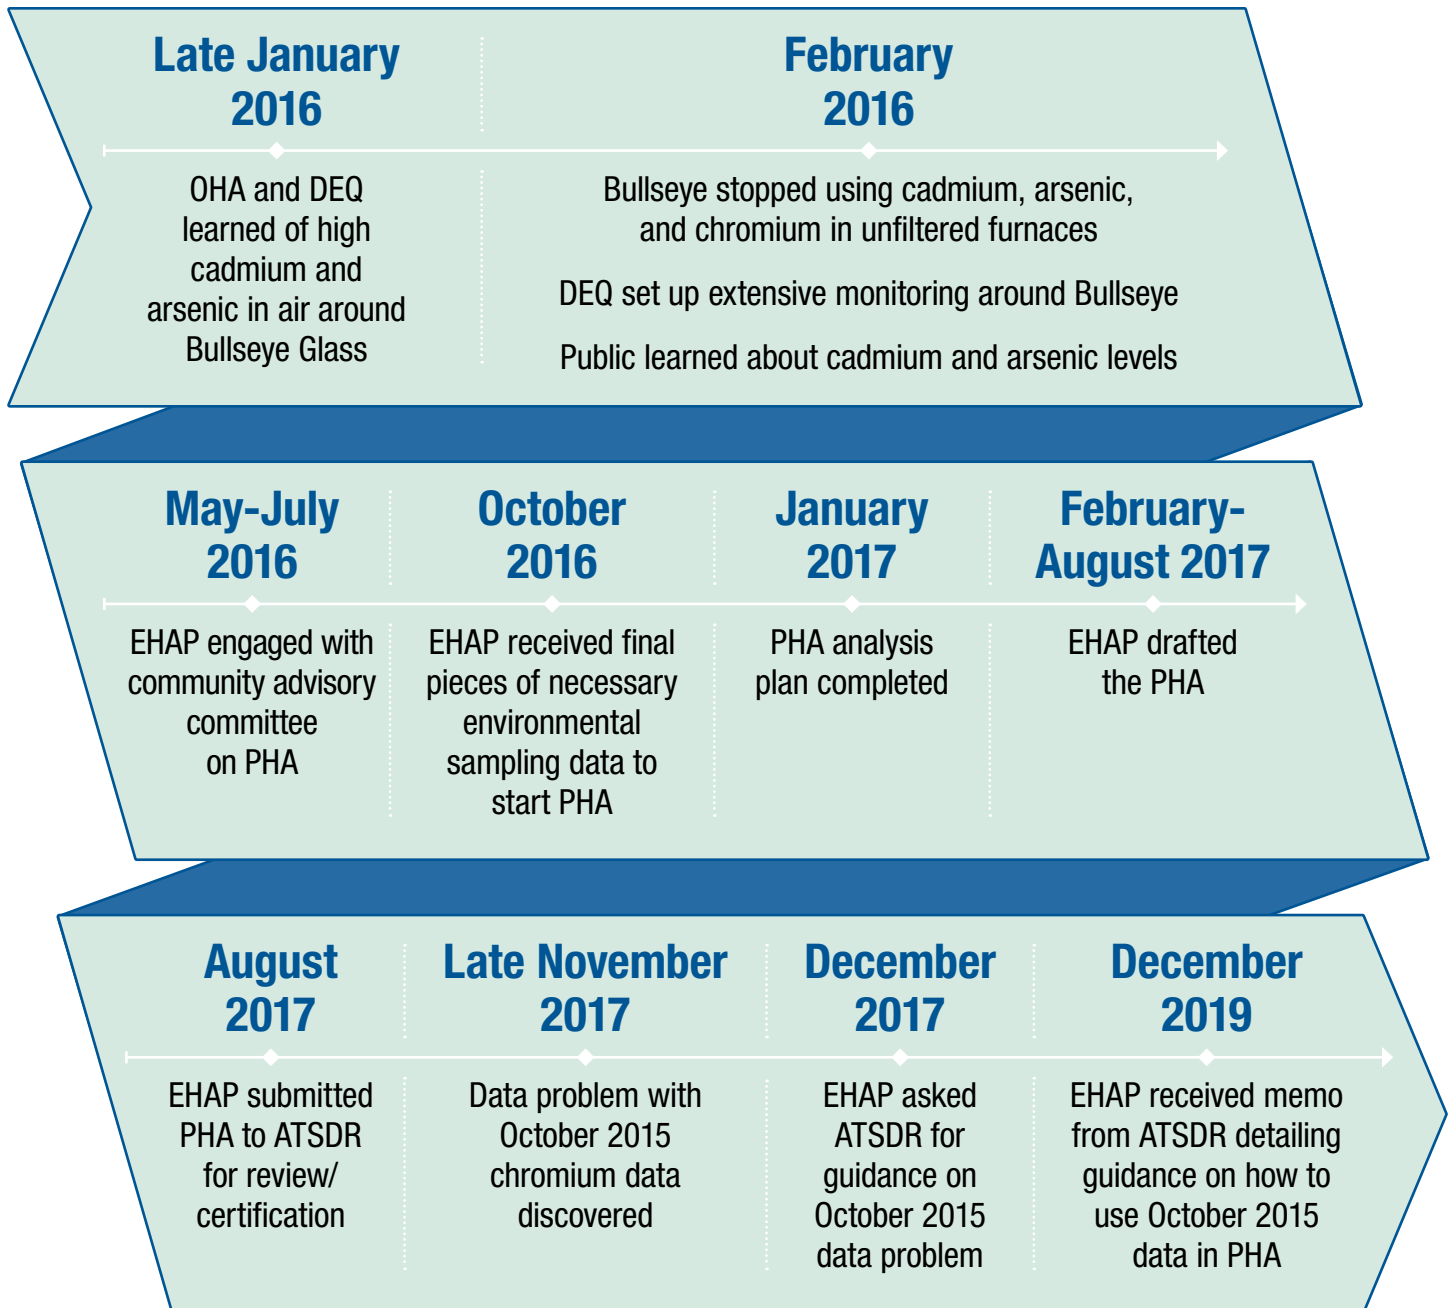 Late January
2016
OHA and DEQ
learned of high
cadmium and
arsenic in air around
Bullseye Glass
February
2016
Bullseye stopped using cadmium, arsenic,
and chromium in unfiltered furnaces
DEQ set up extensive monitoring around Bullseye
Public learned about cadmium and arsenic levels
May-July
2016
EHAP engaged with
community advisory
committee
on PHA
October
2016
EHAP received final
pieces of necessary
environmental
sampling data to
start PHA
January
2017
PHA analysis
plan completed
February-
August 2017
EHAP drafted
the PHA
August
2017
EHAP submitted
PHA to ATSDR
for review/
certification
Late November
2017
Data problem with
October 2015
chromium data
discovered
December
2017
EHAP asked
ATSDR for
guidance on
October 2015
data problem
December
2019
EHAP received memo
from ATSDR detailing
guidance on how to
use October 2015
data in PHA